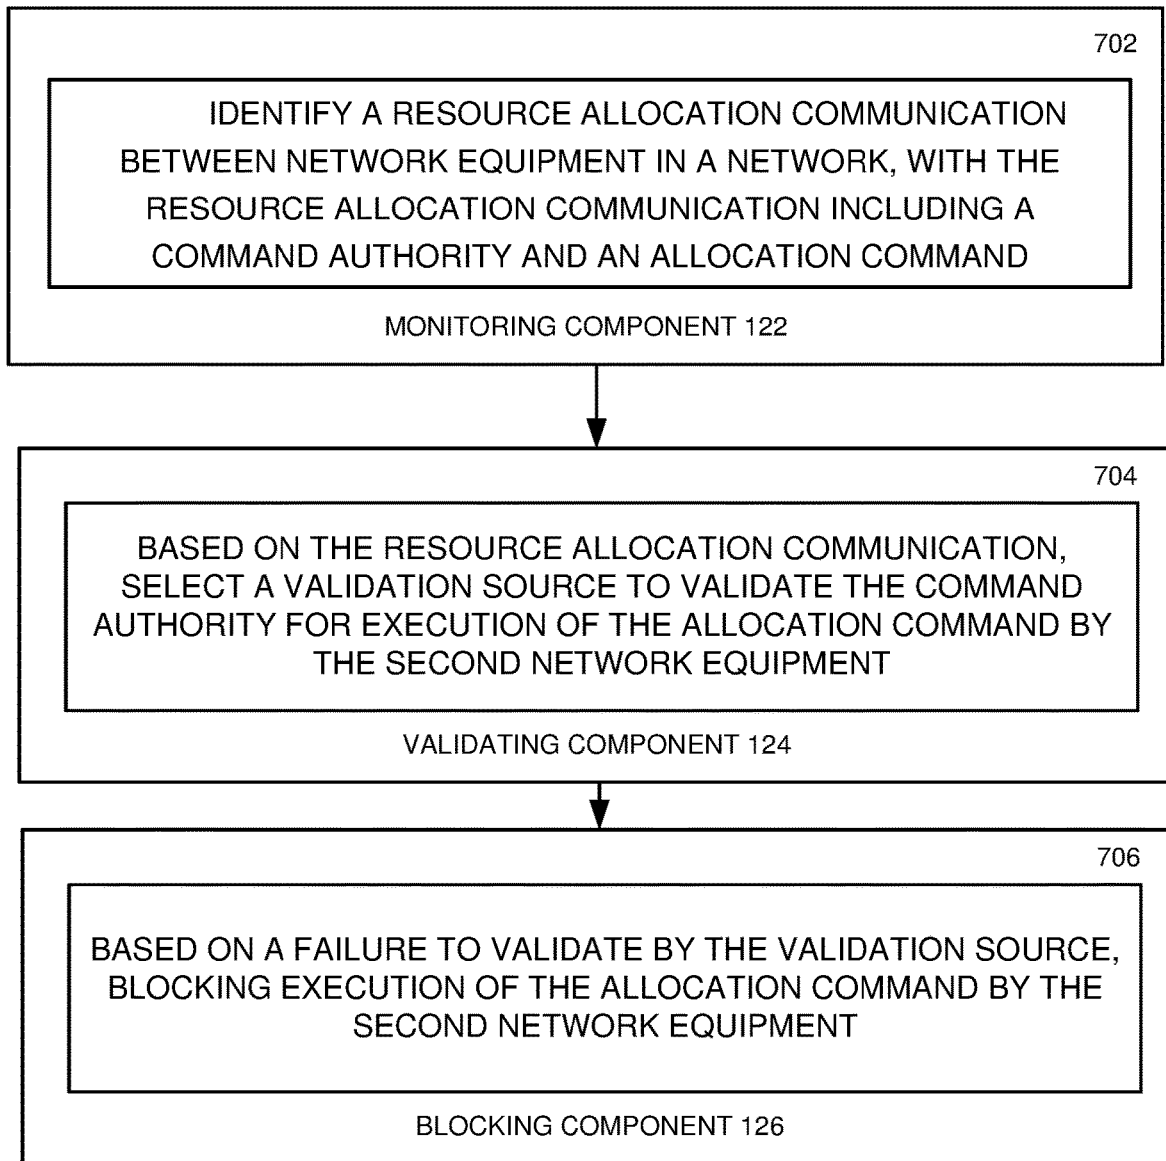 702
IDENTIFY A RESOURCE ALLOCATION COMMUNICATION
BETWEEN NETWORK EQUIPMENT IN A NETWORK, WITH THE
RESOURCE ALLOCATION COMMUNICATION INCLUDING A
COMMAND AUTHORITY AND AN ALLOCATION COMMAND
MONITORING COMPONENT 122
704
BASED ON THE RESOURCE ALLOCATION COMMUNICATION,
SELECT A VALIDATION SOURCE TO VALIDATE THE COMMAND
AUTHORITY FOR EXECUTION OF THE ALLOCATION COMMAND BY
THE SECOND NETWORK EQUIPMENT
VALIDATING COMPONENT 124
706
BASED ON A FAILURE TO VALIDATE BY THE VALIDATION SOURCE,
BLOCKING EXECUTION OF THE ALLOCATION COMMAND BY THE
SECOND NETWORK EQUIPMENT
BLOCKING COMPONENT 126